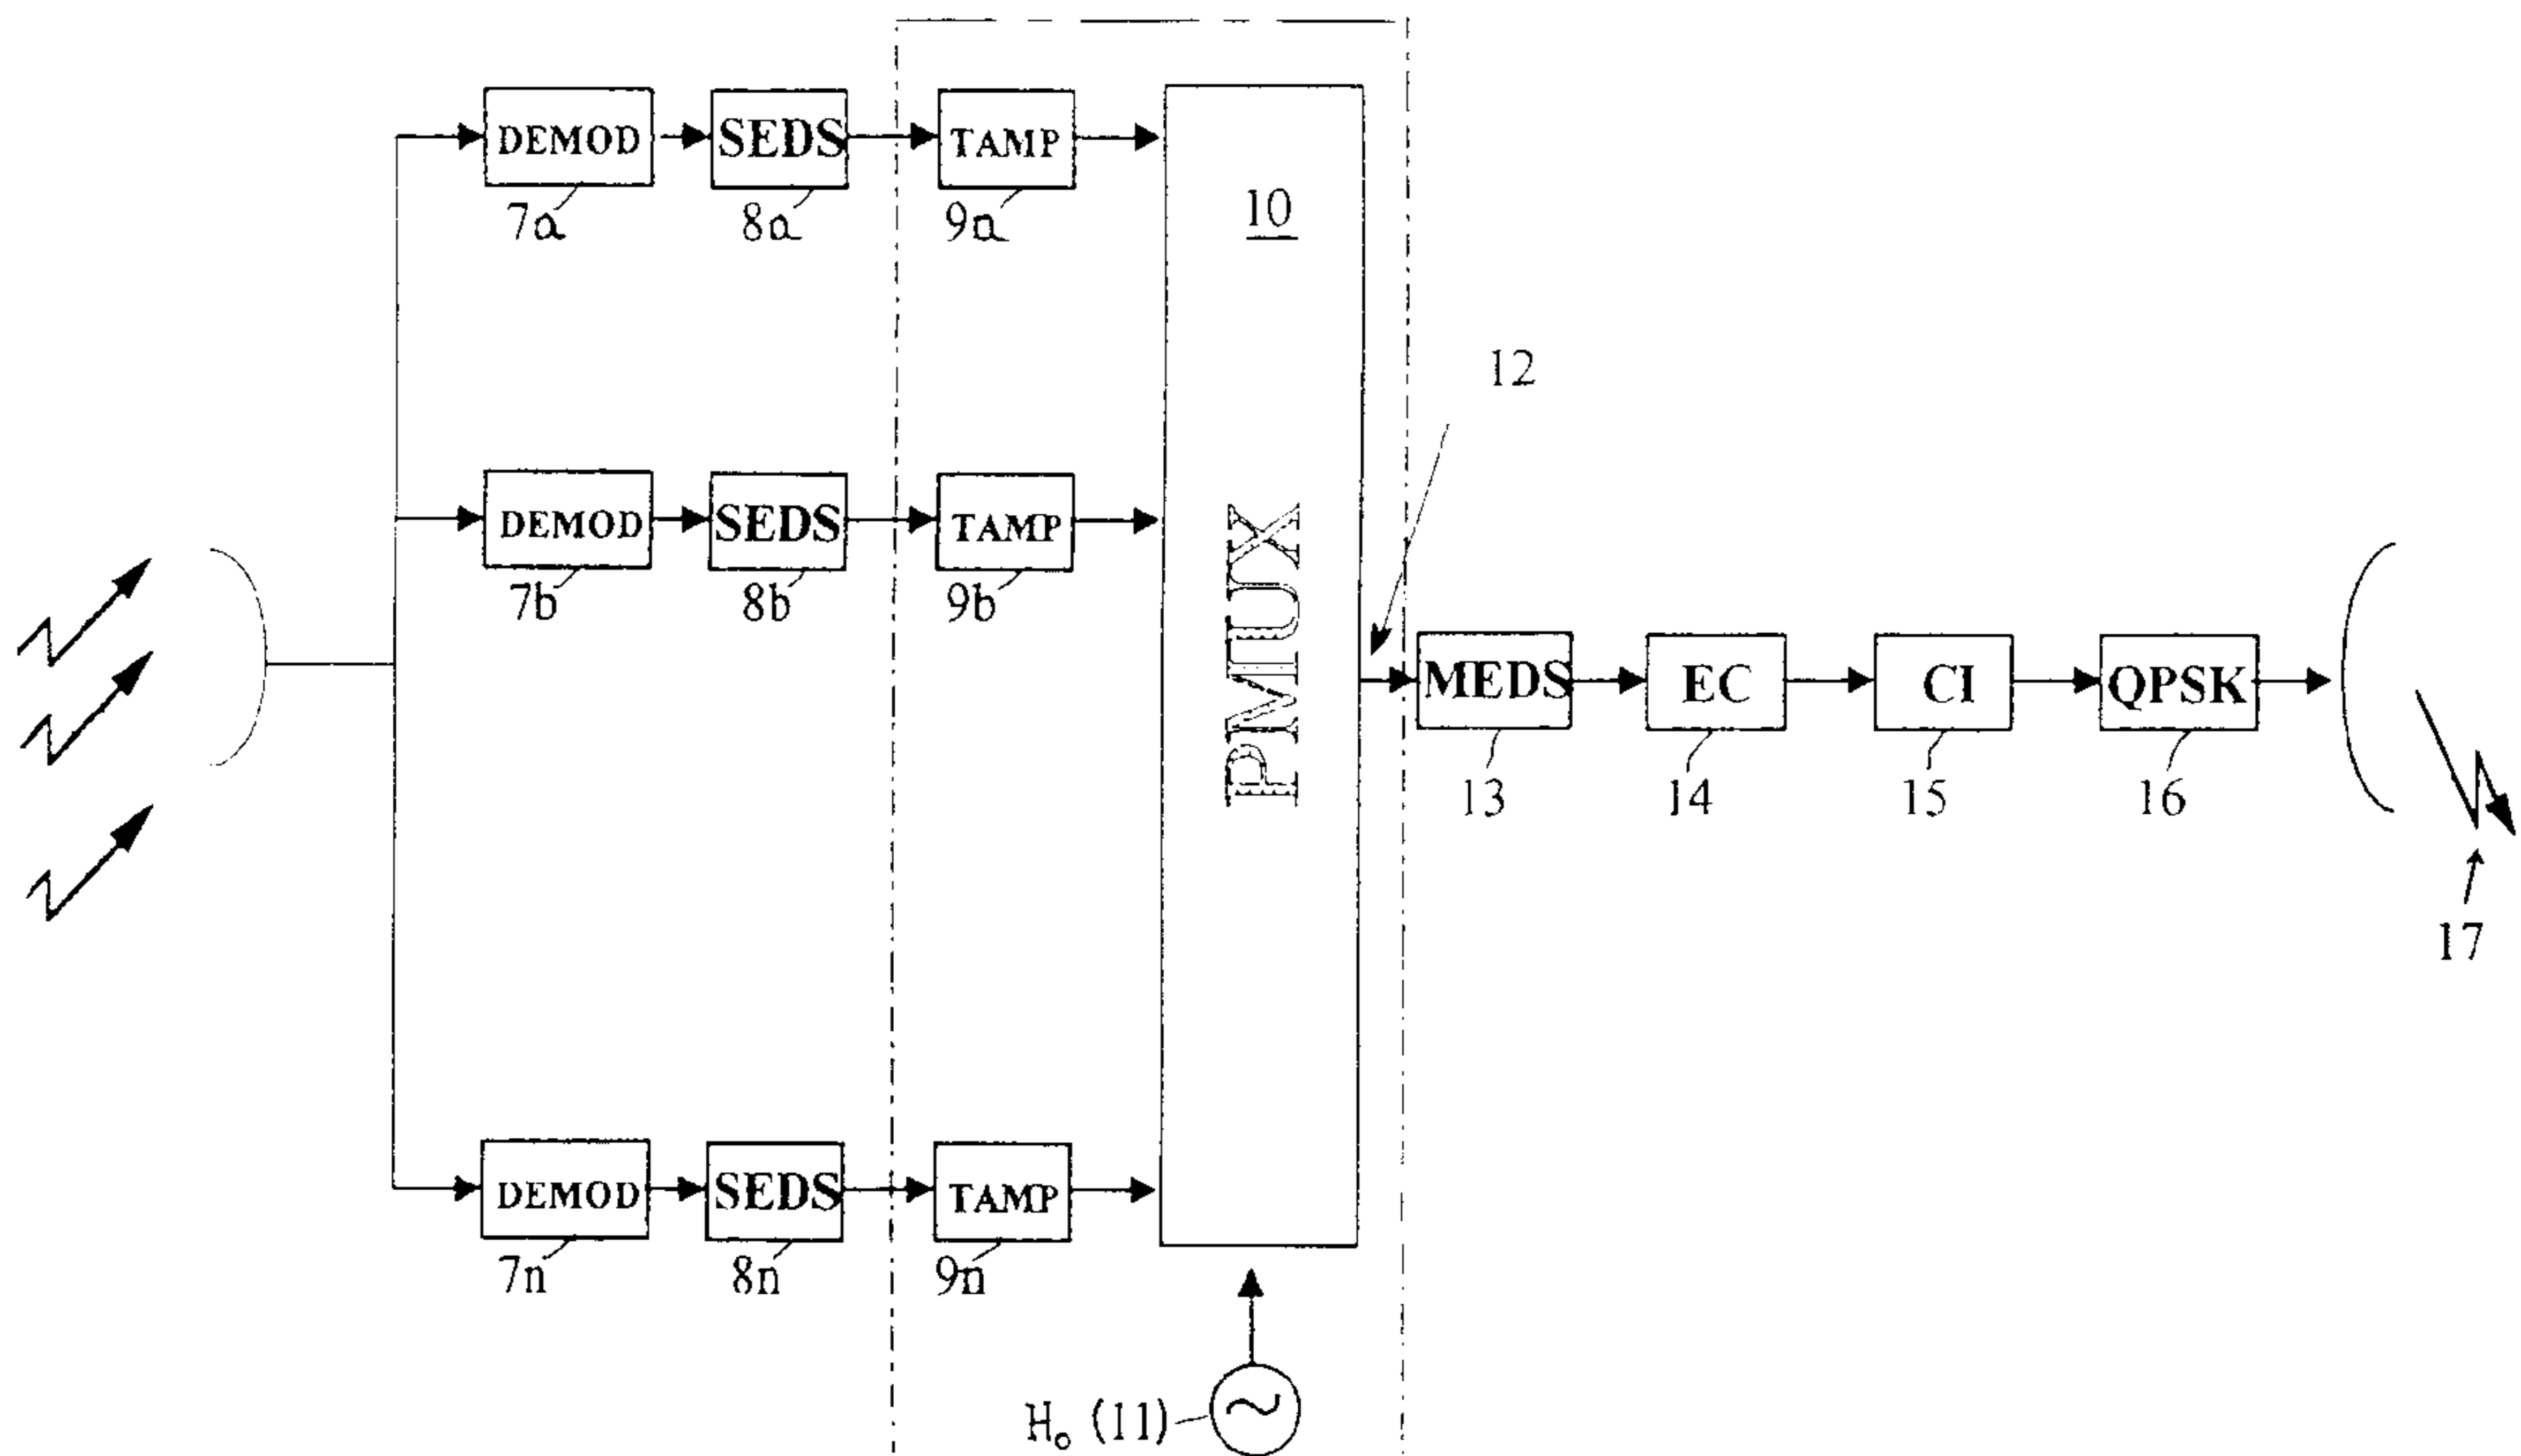 DEMOD
SEDS
TAMP
7a
8a
9a
10
12
DEMOD
SEDS
TAMP
7b
8b
9b
PMUX
MEDS
EC
CI
QPSK
13
14
15
16
17
DEMOD
SEDS
TAMP
7n
8n
9n
H₀ (11)